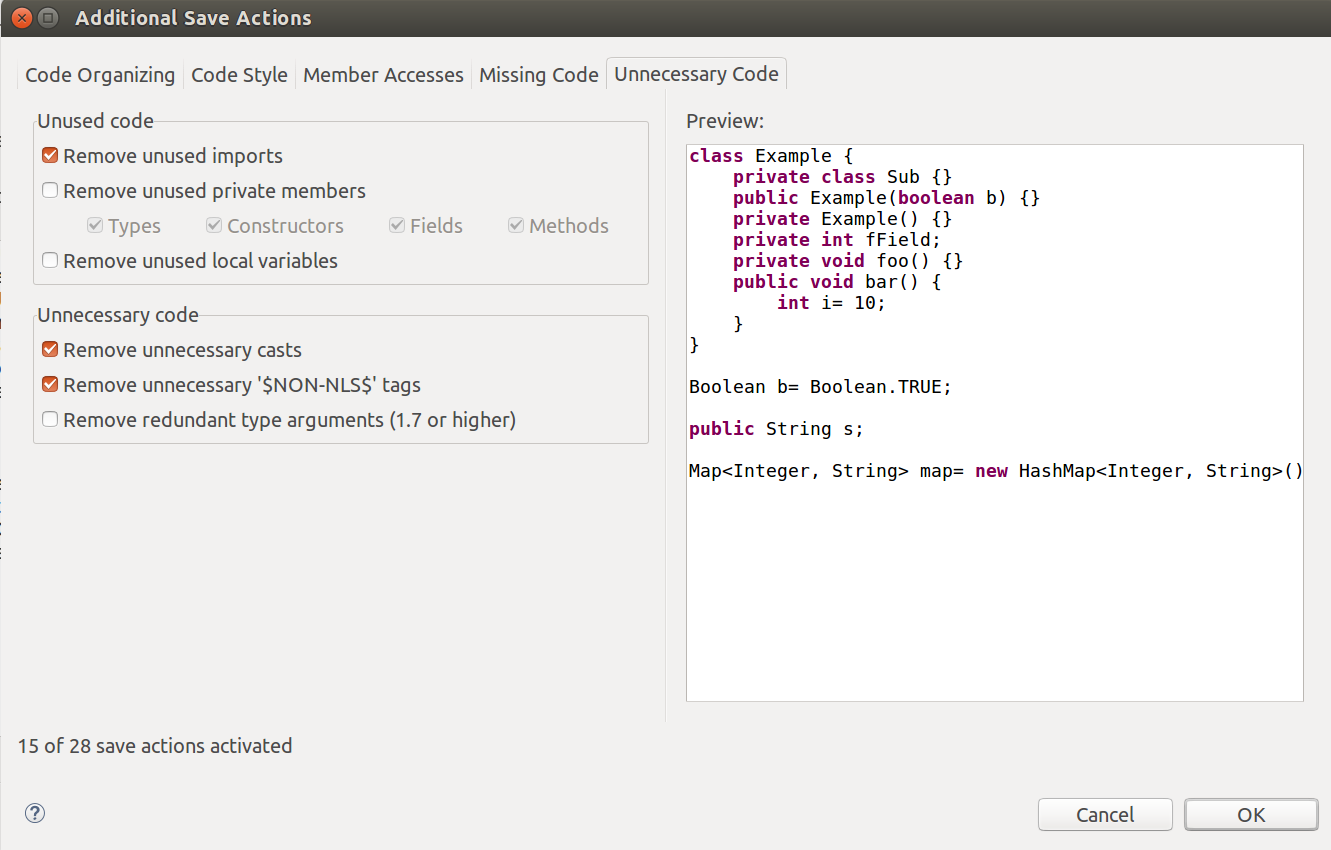 Additional Save Actions
Code Organizing Code Style Member Accesses Missing Code Unnecessary Code
Unused code
Remove unused imports
Remove unused private members
Types Constructors Fields Methods
Remove unused local variables
Unnecessary code
Remove unnecessary casts
Remove unnecessary '$NON-NLS$' tags
Remove redundant type arguments (1.7 or higher)
Preview:
class Example {
    private class Sub {}
    public Example(boolean b) {}
    private Example() {}
    private int fField;
    private void foo() {}
    public void bar() {
        int i= 10;
    }
}
Boolean b= Boolean.TRUE;
public String s;
Map<Integer, String> map= new HashMap<Integer, String>()
15 of 28 save actions activated
?
Cancel OK